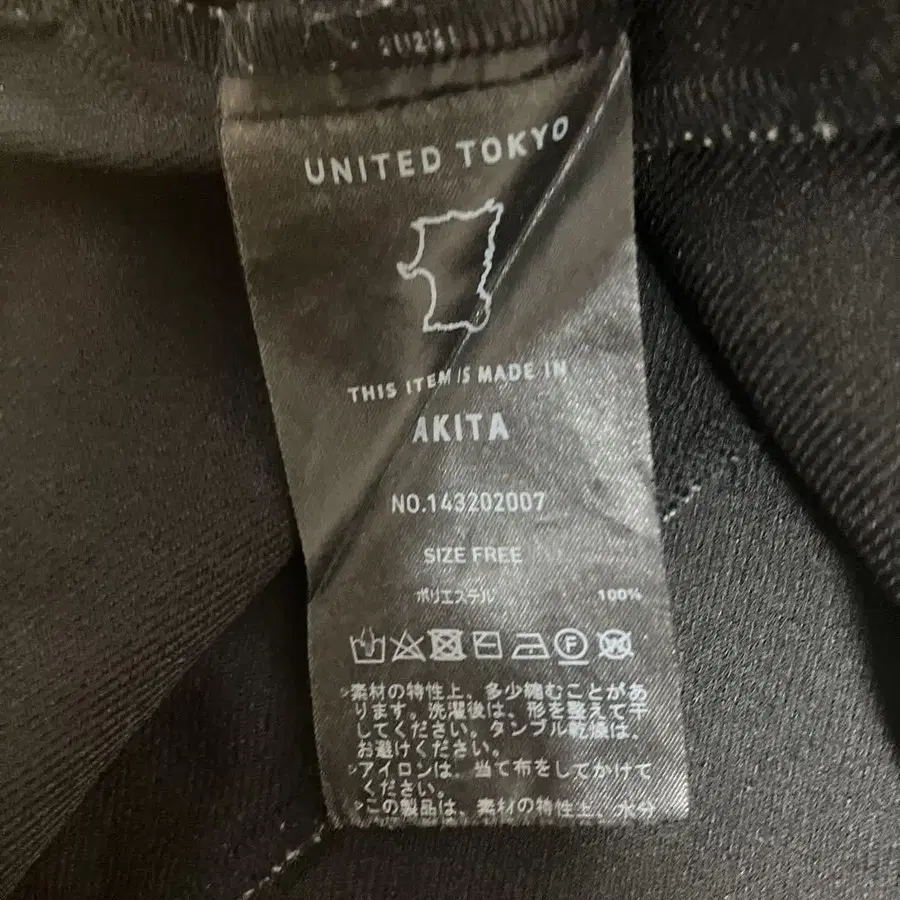 UNITED TOKYO
THIS ITEM IS MADE IN
AKITA
NO.143202007
SIZE FREE
ポリエステル 100%
F W
◦素材の特性上、多少縮むことがあ
ります。洗濯後は、形を整えて干
してください。タンブル乾燥は、
お避けください。
◦アイロンは、当て布をしてかけて
ください。
◦この製品は、素材の特性上、水分